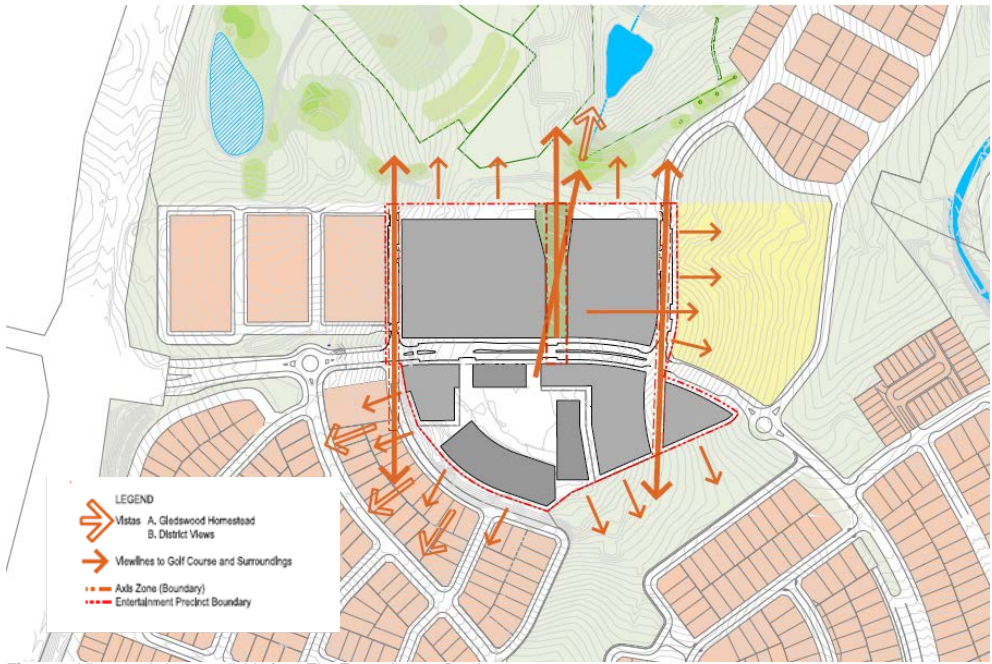 LEGEND
Vistas A. Gledswood Homestead
B. District Views
Viewlines to Golf Course and Surroundings
Axis Zone (Boundary)
Entertainment Precinct Boundary